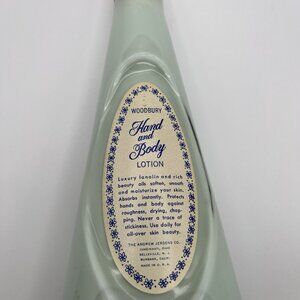 WOODBURY
Hand
and
Body
LOTION
Luxury lanolin and rich
beauty oils soften, smooth
and moisturize your skin.
Absorbs instantly. Protects
hands and body against
roughness, drying, chap-
ping. Never a trace of
stickiness. Use daily for
all-over skin beauty.
THE ANDREW JERGENS CO.
CINCINNATI, OHIO
BELLEVILLE, N. J.
BURBANK, CALIF.
MADE IN U. S. A.